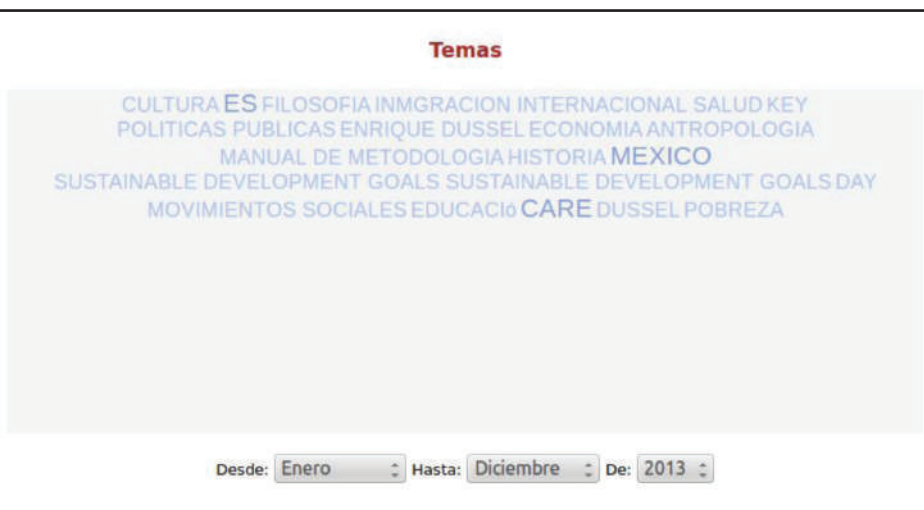 Temas
CULTURA ES FILOSOFIA INMGRACION INTERNACIONAL SALUD KEY
POLITICAS PUBLICAS ENRIQUE DUSSEL ECONOMIA ANTROPOLOGIA
MANUAL DE METODOLOGIA HISTORIA MEXICO
SUSTAINABLE DEVELOPMENT GOALS SUSTAINABLE DEVELOPMENT GOALS DAY
MOVIMIENTOS SOCIALES EDUCACIó CARE DUSSEL POBREZA
Desde: Enero Hasta: Diciembre De: 2013